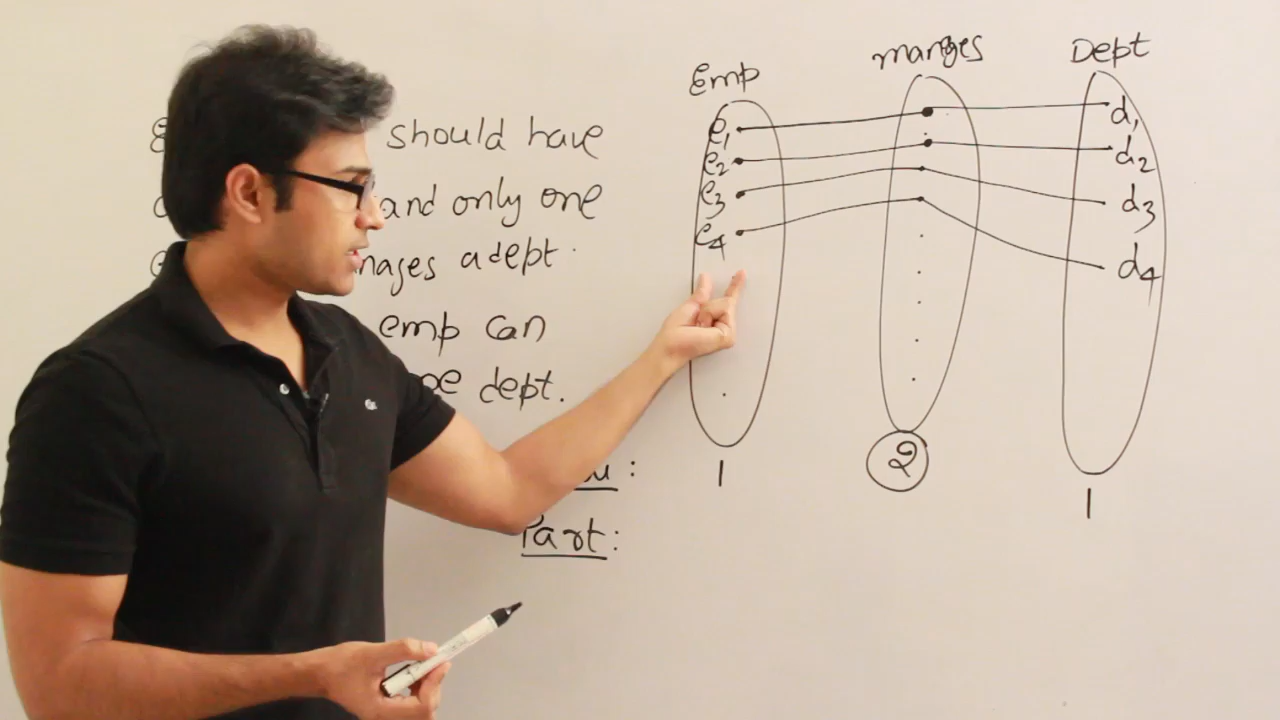 should have
and only one
nages a dept.
emp can
dept.
:
Part:
Emp
e1
e2
e3
e4
1
manges
2
Dept
d1
d2
d3
d4
1